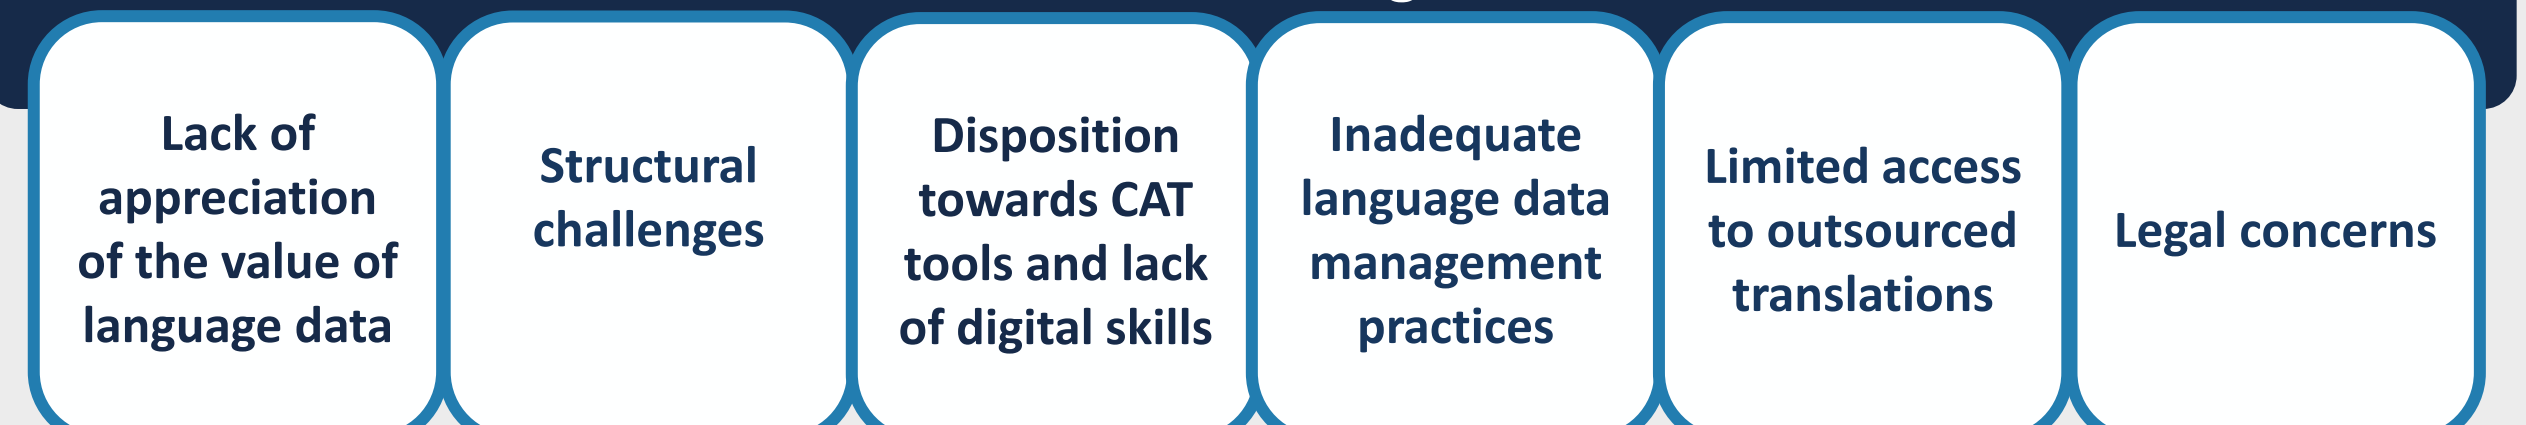 Lack of
appreciation
of the value of
language data
Structural
challenges
Disposition
towards CAT
tools and lack
of digital skills
Inadequate
language data
management
practices
Limited access
to outsourced
translations
Legal concerns